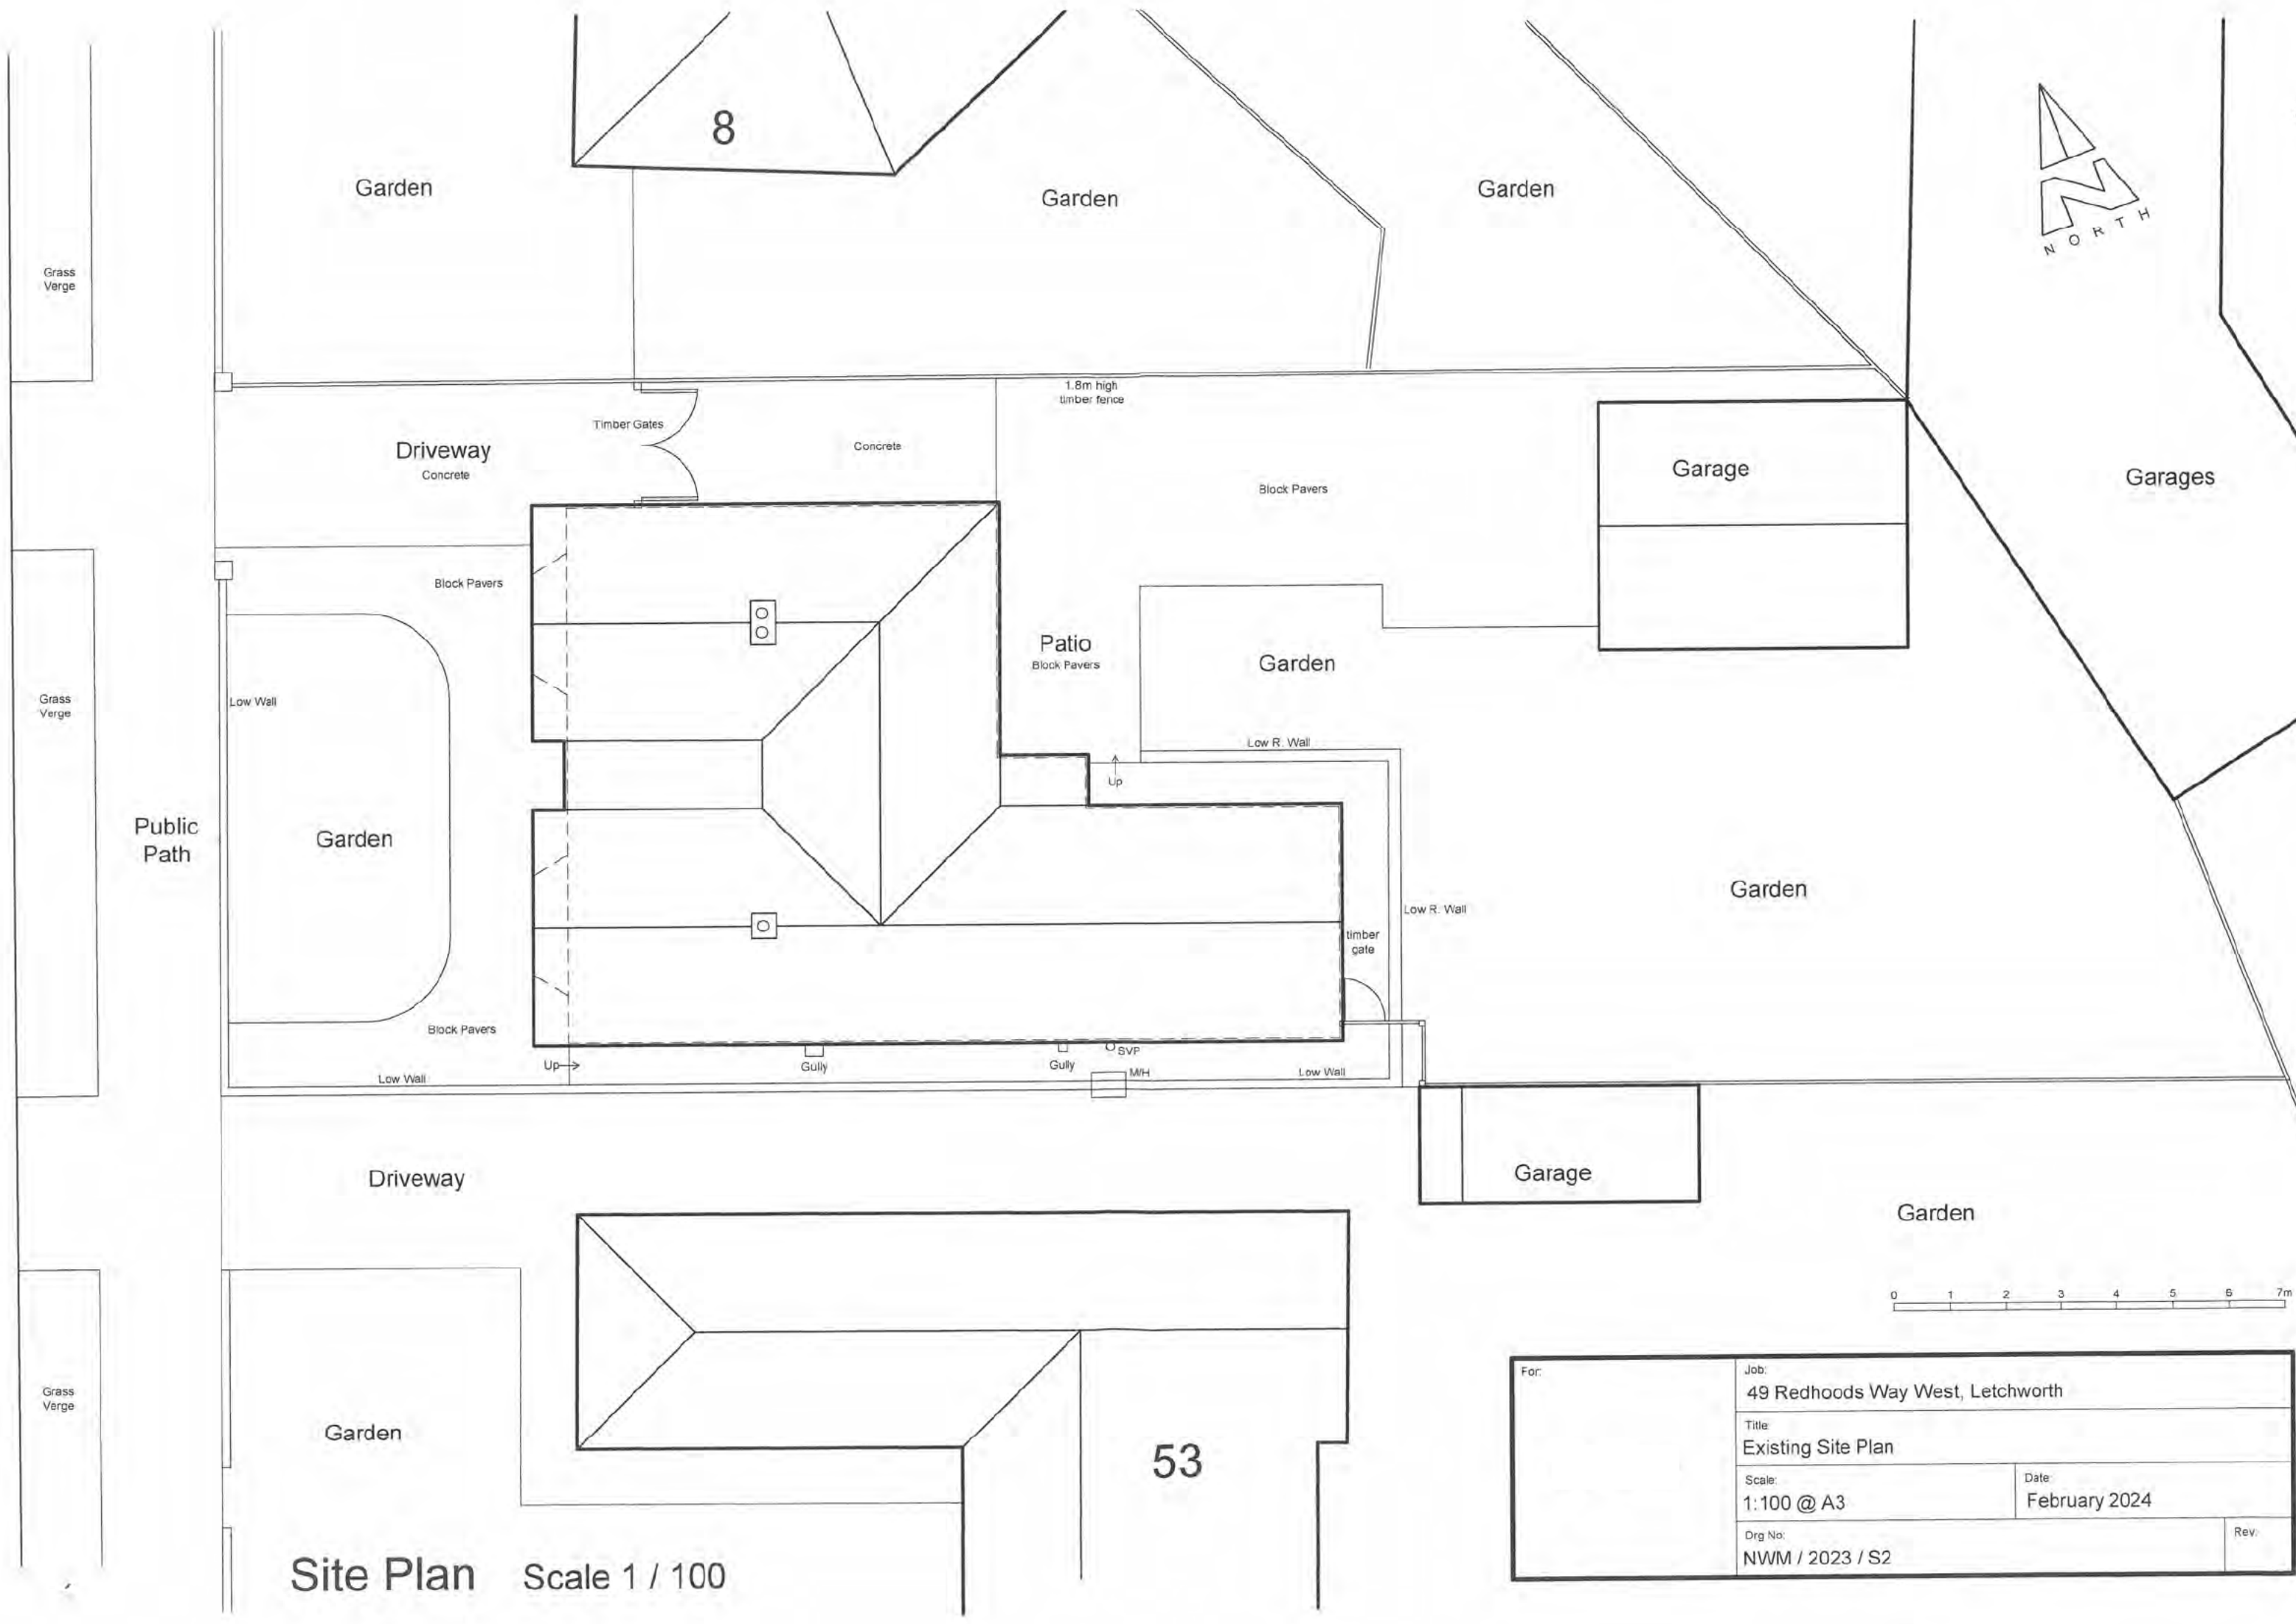 8
Garden
Garden
Garden
NORTH
Grass
Verge
1.8m high
timber fence
Timber Gates
Driveway
Concrete
Concrete
Block Pavers
Garage
Garages
Block Pavers
Patio
Block Pavers
Garden
Grass
Verge
Low Wall
Low R. Wall
Up
Public
Path
Garden
Garden
Low R. Wall
timber
gate
Block Pavers
Up
Gully
Gully
SVP
M/H
Low Wall
Low Wall
Driveway
Garage
Garden
0 1 2 3 4 5 6 7m
Grass
Verge
Garden
53
For:
Job:
49 Redhoods Way West, Letchworth
Title:
Existing Site Plan
Scale:
1:100 @ A3
Date:
February 2024
Drg No:
NWM / 2023 / S2
Rev:
Site Plan Scale 1 / 100